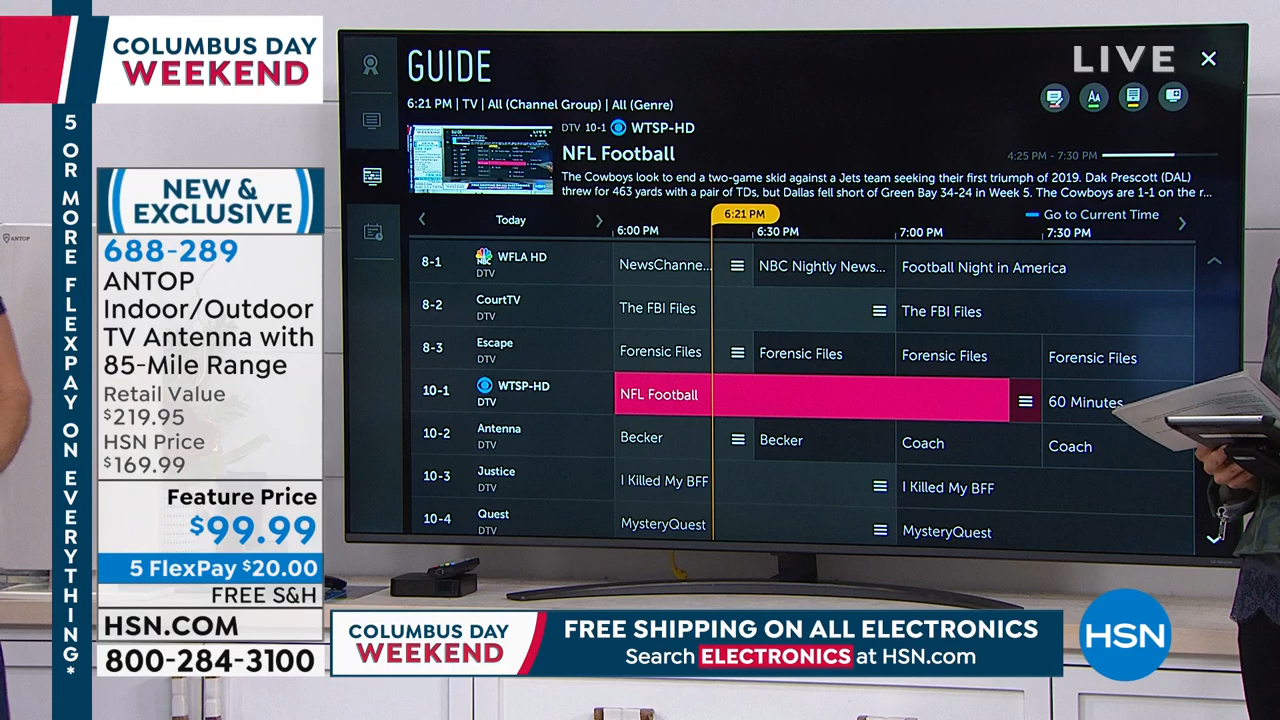 COLUMBUS DAY
WEEKEND
5 OR MORE FLEXPAY ON EVERYTHING*
NEW &
EXCLUSIVE
688-289
ANTOP
Indoor/Outdoor
TV Antenna with
85-Mile Range
Retail Value
$219.95
HSN Price
$169.99
Feature Price
$99.99
5 FlexPay $20.00
FREE S&H
HSN.COM
800-284-3100
ANTOP
GUIDE
LIVE
6:21 PM | TV | All (Channel Group) | All (Genre)
DTV 10-1 WTSP-HD
NFL Football
4:25 PM - 7:30 PM
The Cowboys look to end a two-game skid against a Jets team seeking their first triumph of 2019. Dak Prescott (DAL)
threw for 463 yards with a pair of TDs, but Dallas fell short of Green Bay 34-24 in Week 5. The Cowboys are 1-1 on the r...
Today
6:21 PM
Go to Current Time
6:00 PM 6:30 PM 7:00 PM 7:30 PM
8-1 NBC WFLA HD DTV NewsChanne... NBC Nightly News... Football Night in America
8-2 CourtTV DTV The FBI Files The FBI Files
8-3 Escape DTV Forensic Files Forensic Files Forensic Files Forensic Files
10-1 WTSP-HD DTV NFL Football 60 Minutes
10-2 Antenna DTV Becker Becker Coach Coach
10-3 Justice DTV I Killed My BFF I Killed My BFF
10-4 Quest DTV MysteryQuest MysteryQuest
COLUMBUS DAY
WEEKEND
FREE SHIPPING ON ALL ELECTRONICS
Search ELECTRONICS at HSN.com
HSN